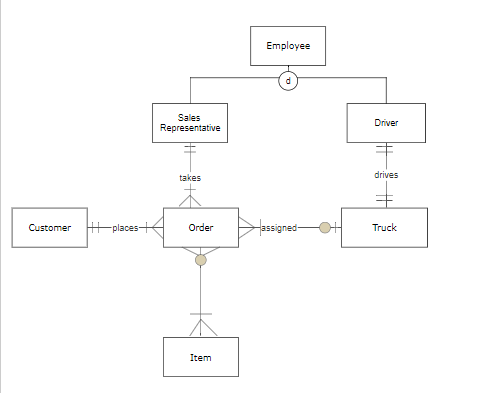 Employee
d
Sales
Representative
Driver
takes
drives
Customer
places
Order
assigned
Truck
Item